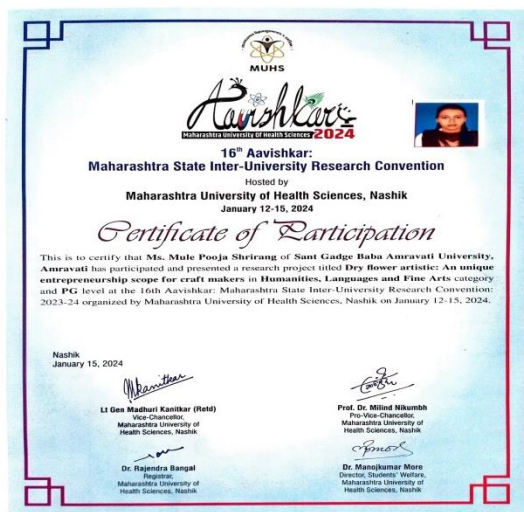 MUHS
Aavishkar
Maharashtra University Of Health Sciences 2024
16th Aavishkar:
Maharashtra State Inter-University Research Convention
Hosted by
Maharashtra University of Health Sciences, Nashik
January 12-15, 2024
Certificate of Participation
This is to certify that Ms. Mule Pooja Shrirang of Sant Gadge Baba Amravati University,
Amravati has participated and presented a research project titled Dry flower artistic: An unique
entrepreneurship scope for craft makers in Humanities, Languages and Fine Arts category
and PG level at the 16th Aavishkar: Maharashtra State Inter-University Research Convention:
2023-24 organized by Maharashtra University of Health Sciences, Nashik on January 12-15, 2024.
Nashik
January 15, 2024
Lt Gen Madhuri Kanitkar (Retd)
Vice-Chancellor,
Maharashtra University of
Health Sciences, Nashik
Prof. Dr. Milind Nikumbh
Pro-Vice-Chancellor,
Maharashtra University of
Health Sciences, Nashik
Dr. Rajendra Bangal
Registrar,
Maharashtra University of
Health Sciences, Nashik
Dr. Manojkumar More
Director, Students' Welfare,
Maharashtra University of
Health Sciences, Nashik